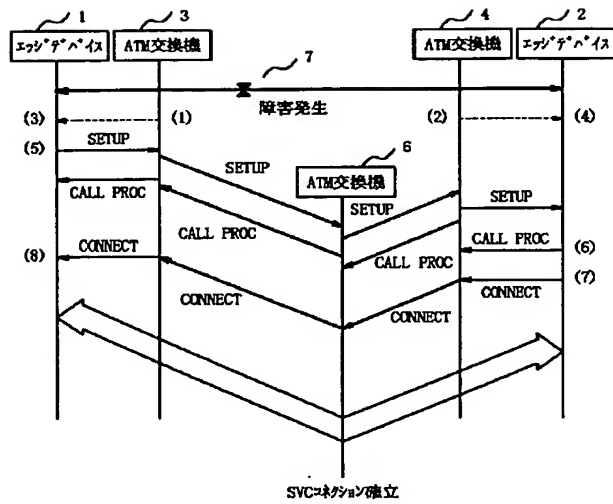 1
3
4
2
エッジデバイス
ATM交換機
7
ATM交換機
エッジデバイス
障害発生
(3)
(1)
(2)
(4)
(5)
SETUP
SETUP
6
ATM交換機
SETUP
SETUP
CALL PROC
CALL PROC
CALL PROC
CALL PROC
(6)
(8)
CONNECT
CONNECT
CONNECT
CONNECT
(7)
SVCコネクション確立